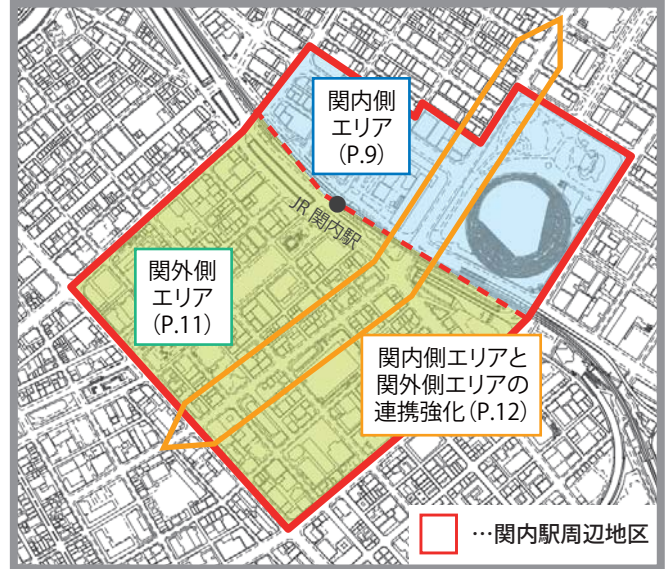 関内側
エリア
(P.9)
JR関内駅
関外側
エリア
(P.11)
関内側エリアと
関外側エリアの
連携強化(P.12)
…関内駅周辺地区